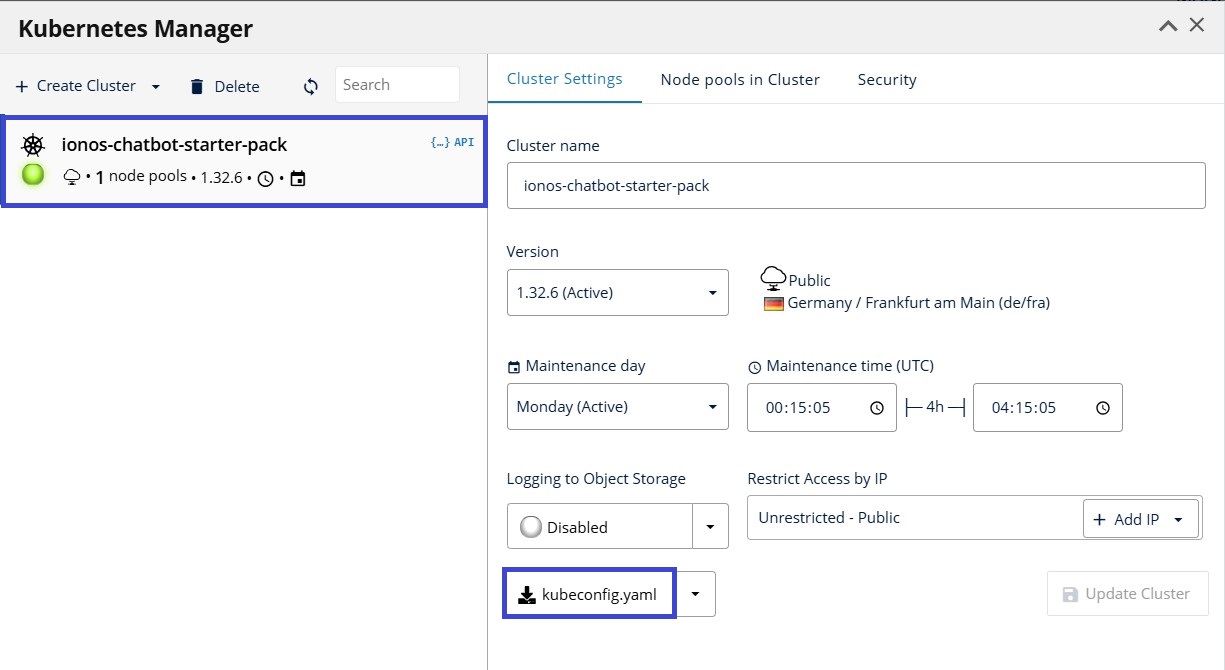 Kubernetes Manager
+ Create Cluster Delete Search
ionos-chatbot-starter-pack {...} API
• 1 node pools • 1.32.6 • •
Cluster Settings Node pools in Cluster Security
Cluster name
ionos-chatbot-starter-pack
Version
1.32.6 (Active) Public
Germany / Frankfurt am Main (de/fra)
Maintenance day Maintenance time (UTC)
Monday (Active) 00:15:05 4h 04:15:05
Logging to Object Storage Restrict Access by IP
Disabled Unrestricted - Public + Add IP
kubeconfig.yaml Update Cluster